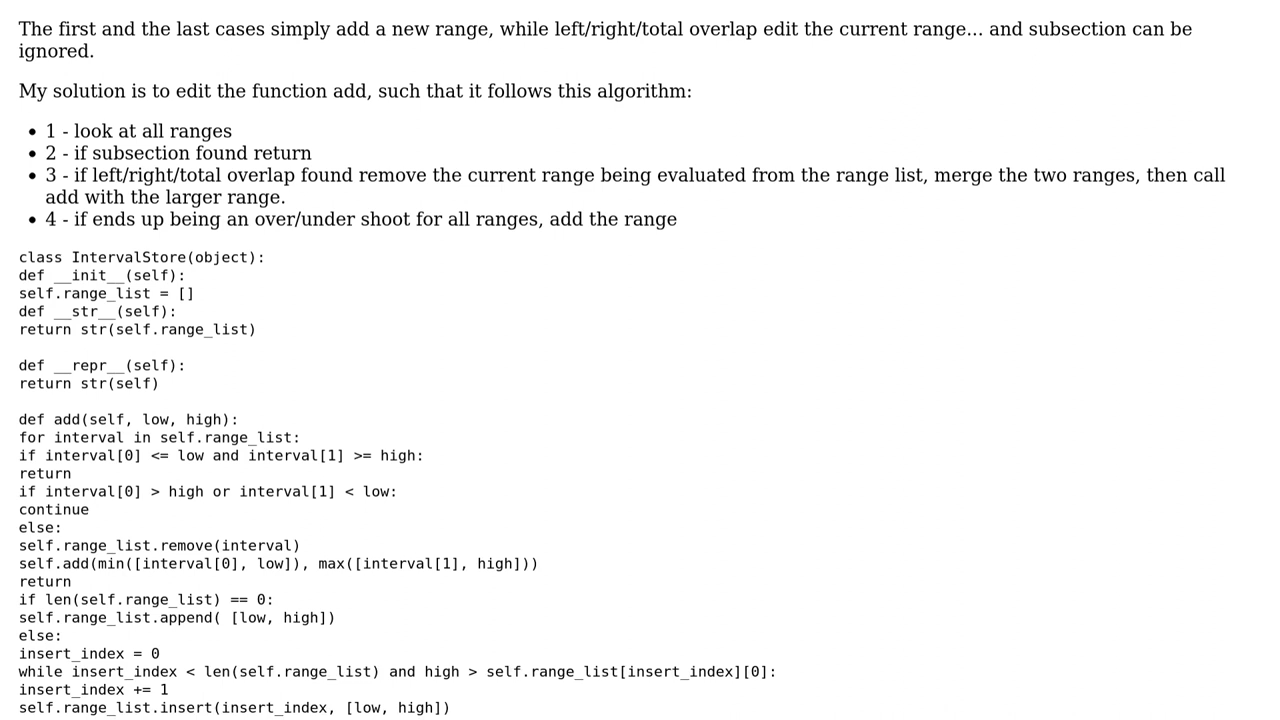 The first and the last cases simply add a new range, while left/right/total overlap edit the current range... and subsection can be
ignored.
My solution is to edit the function add, such that it follows this algorithm:
• 1 - look at all ranges
• 2 - if subsection found return
• 3 - if left/right/total overlap found remove the current range being evaluated from the range list, merge the two ranges, then call
add with the larger range.
• 4 - if ends up being an over/under shoot for all ranges, add the range
class IntervalStore(object):
def __init__(self):
self.range_list = []
def __str__(self):
return str(self.range_list)
def __repr__(self):
return str(self)
def add(self, low, high):
for interval in self.range_list:
if interval[0] <= low and interval[1] >= high:
return
if interval[0] > high or interval[1] < low:
continue
else:
self.range_list.remove(interval)
self.add(min([interval[0], low]), max([interval[1], high]))
return
if len(self.range_list) == 0:
self.range_list.append( [low, high])
else:
insert_index = 0
while insert_index < len(self.range_list) and high > self.range_list[insert_index][0]:
insert_index += 1
self.range_list.insert(insert_index, [low, high])